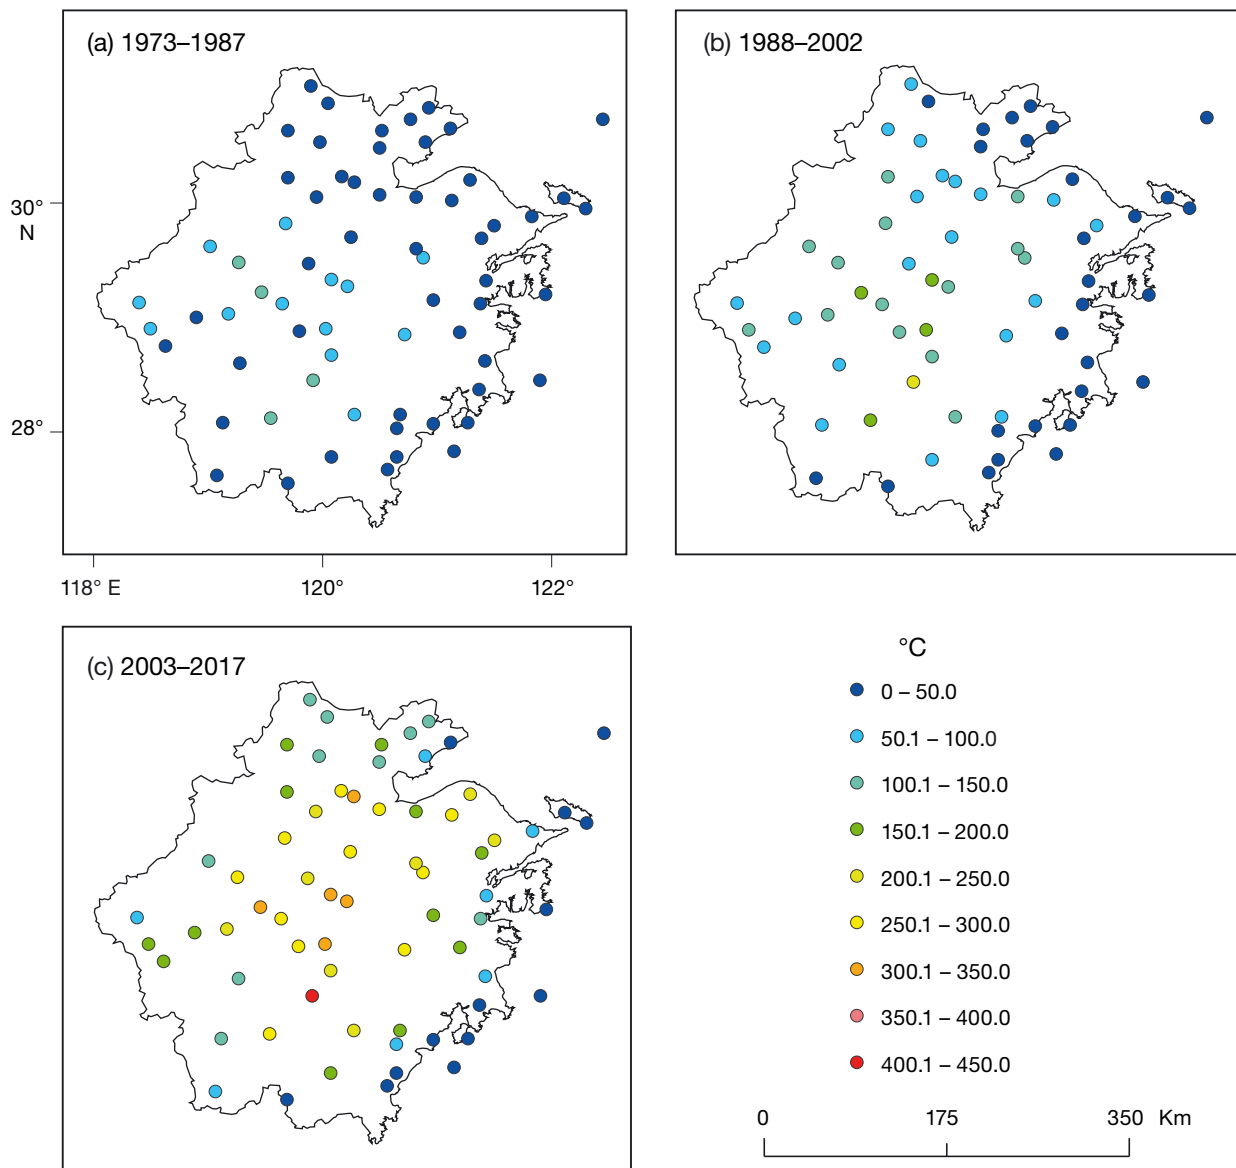 (a) 1973–1987
(b) 1988–2002
30°
N
28°
118° E 120° 122°
(c) 2003–2017
°C
0 – 50.0
50.1 – 100.0
100.1 – 150.0
150.1 – 200.0
200.1 – 250.0
250.1 – 300.0
300.1 – 350.0
350.1 – 400.0
400.1 – 450.0
0 175 350 Km